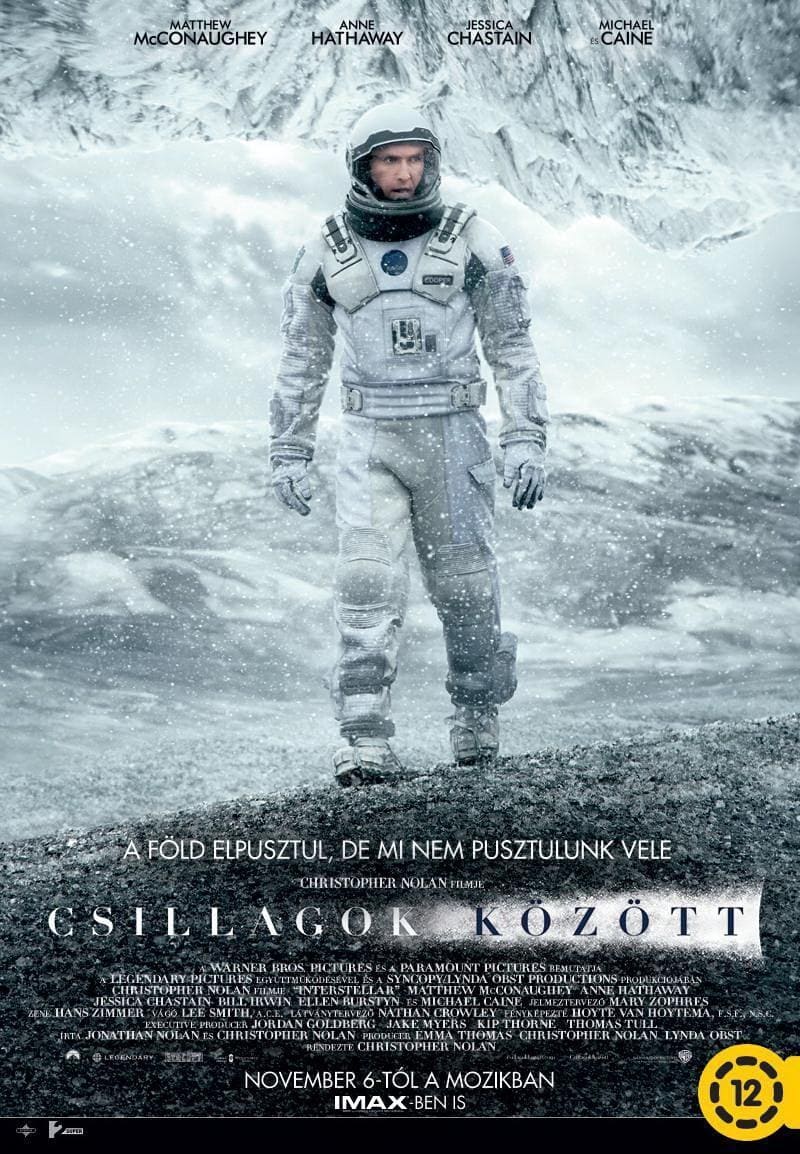 MATTHEW McCONAUGHEY ANNE HATHAWAY JESSICA CHASTAIN ÉS MICHAEL CAINE
COOPER
A FÖLD ELPUSZTUL, DE MI NEM PUSZTULUNK VELE
CHRISTOPHER NOLAN FILMJE
CSILLAGOK KÖZÖTT
A WARNER BROS. PICTURES ÉS A PARAMOUNT PICTURES BEMUTATJA
A LEGENDARY PICTURES EGYÜTTMŰKÖDÉSÉVEL ÉS A SYNCOPY/LYNDA OBST PRODUCTIONS PRODUKCIÓJÁBAN
CHRISTOPHER NOLAN FILMJE "INTERSTELLAR" MATTHEW McCONAUGHEY ANNE HATHAWAY
JESSICA CHASTAIN BILL IRWIN ELLEN BURSTYN ÉS MICHAEL CAINE JELMEZTERVEZŐ MARY ZOPHRES
ZENE HANS ZIMMER VÁGÓ LEE SMITH, A.C.E. LÁTVÁNYTERVEZŐ NATHAN CROWLEY FÉNYKÉPEZTE HOYTE VAN HOYTEMA, F.S.F., N.S.C.
EXECUTIVE PRODUCER JORDAN GOLDBERG JAKE MYERS KIP THORNE THOMAS TULL
ÍRTA JONATHAN NOLAN ÉS CHRISTOPHER NOLAN PRODUCER EMMA THOMAS CHRISTOPHER NOLAN LYNDA OBST
RENDEZTE CHRISTOPHER NOLAN
LEGENDARY
NOVEMBER 6-TÓL A MOZIKBAN
IMAX-BEN IS
12